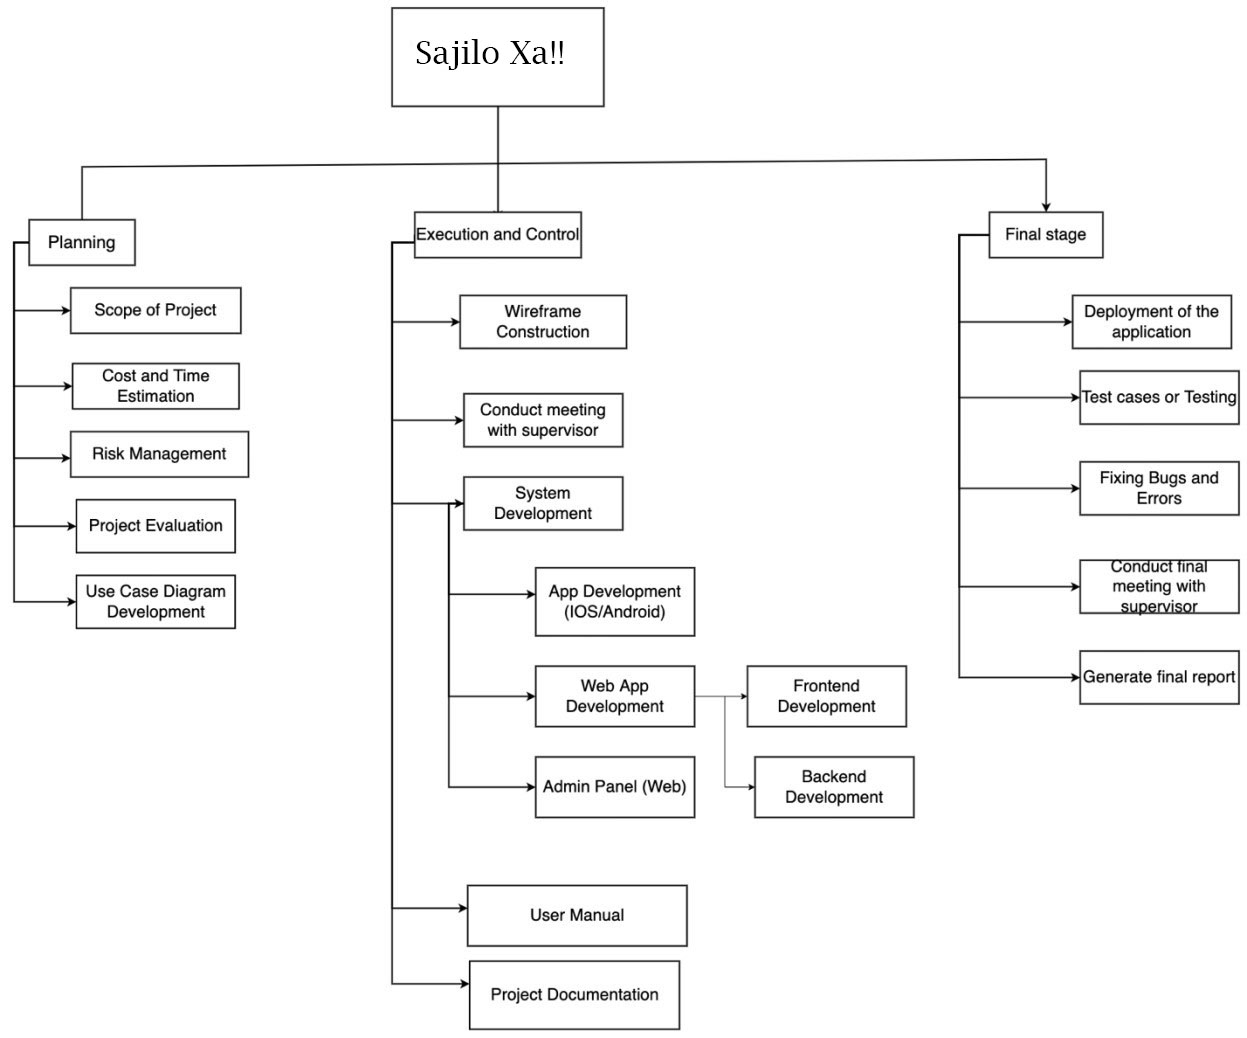 Sajilo Xa!!
Planning
Scope of Project
Cost and Time
Estimation
Risk Management
Project Evaluation
Use Case Diagram
Development
Execution and Control
Wireframe
Construction
Conduct meeting
with supervisor
System
Development
App Development
(IOS/Android)
Web App
Development
Frontend
Development
Backend
Development
Admin Panel (Web)
User Manual
Project Documentation
Final stage
Deployment of the
application
Test cases or Testing
Fixing Bugs and
Errors
Conduct final
meeting with
supervisor
Generate final report